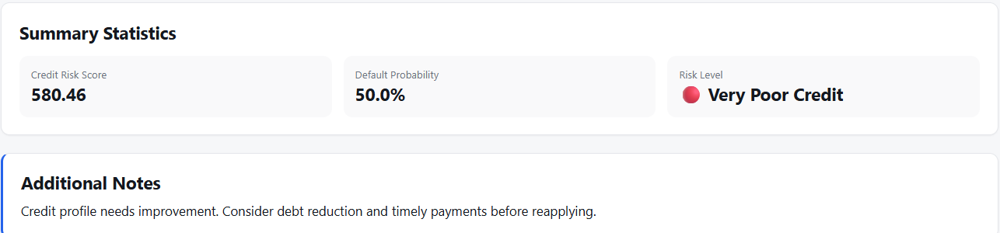 Summary Statistics
Credit Risk Score
580.46
Default Probability
50.0%
Risk Level
Very Poor Credit
Additional Notes
Credit profile needs improvement. Consider debt reduction and timely payments before reapplying.